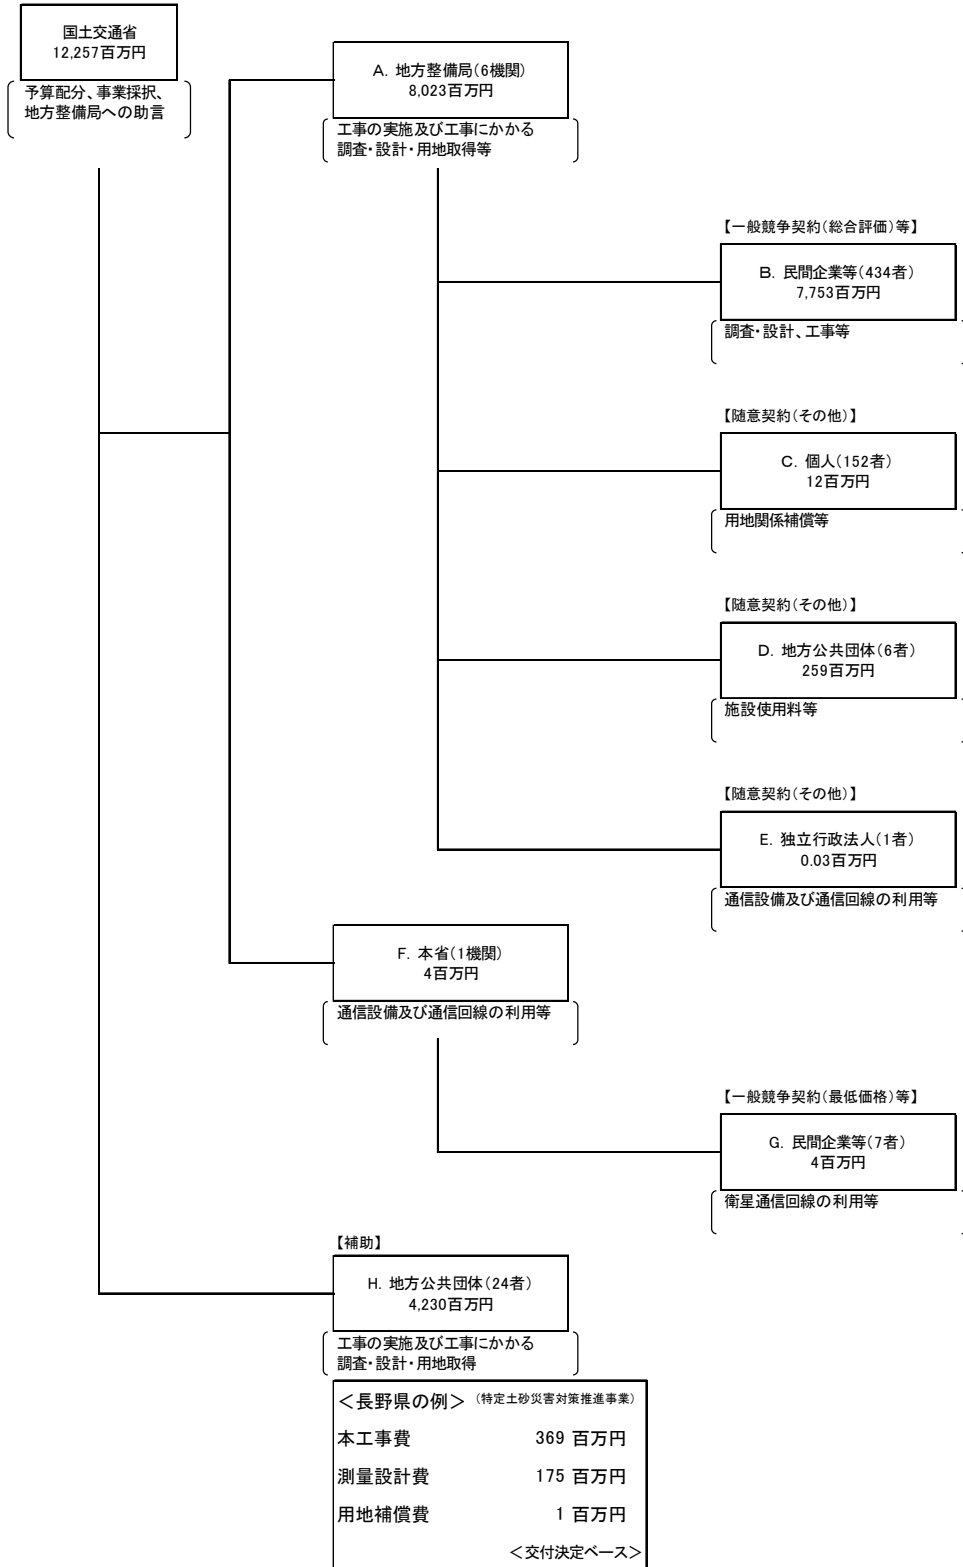 国土交通省
12,257百万円
予算配分、事業採択、
地方整備局への助言
A. 地方整備局（6機関）
8,023百万円
工事の実施及び工事にかかる
調査・設計・用地取得等
【一般競争契約（総合評価）等】
B. 民間企業等（434者）
7,753百万円
調査・設計、工事等
【随意契約（その他）】
C. 個人（152者）
12百万円
用地関係補償等
【随意契約（その他）】
D. 地方公共団体（6者）
259百万円
施設使用料等
【随意契約（その他）】
E. 独立行政法人（1者）
0.03百万円
通信設備及び通信回線の利用等
F. 本省（1機関）
4百万円
通信設備及び通信回線の利用等
【一般競争契約（最低価格）等】
G. 民間企業等（7者）
4百万円
衛星通信回線の利用等
【補助】
H. 地方公共団体（24者）
4,230百万円
工事の実施及び工事にかかる
調査・設計・用地取得
＜長野県の例＞（特定土砂災害対策推進事業）
本工事費 369 百万円
測量設計費 175 百万円
用地補償費 1 百万円
＜交付決定ベース＞